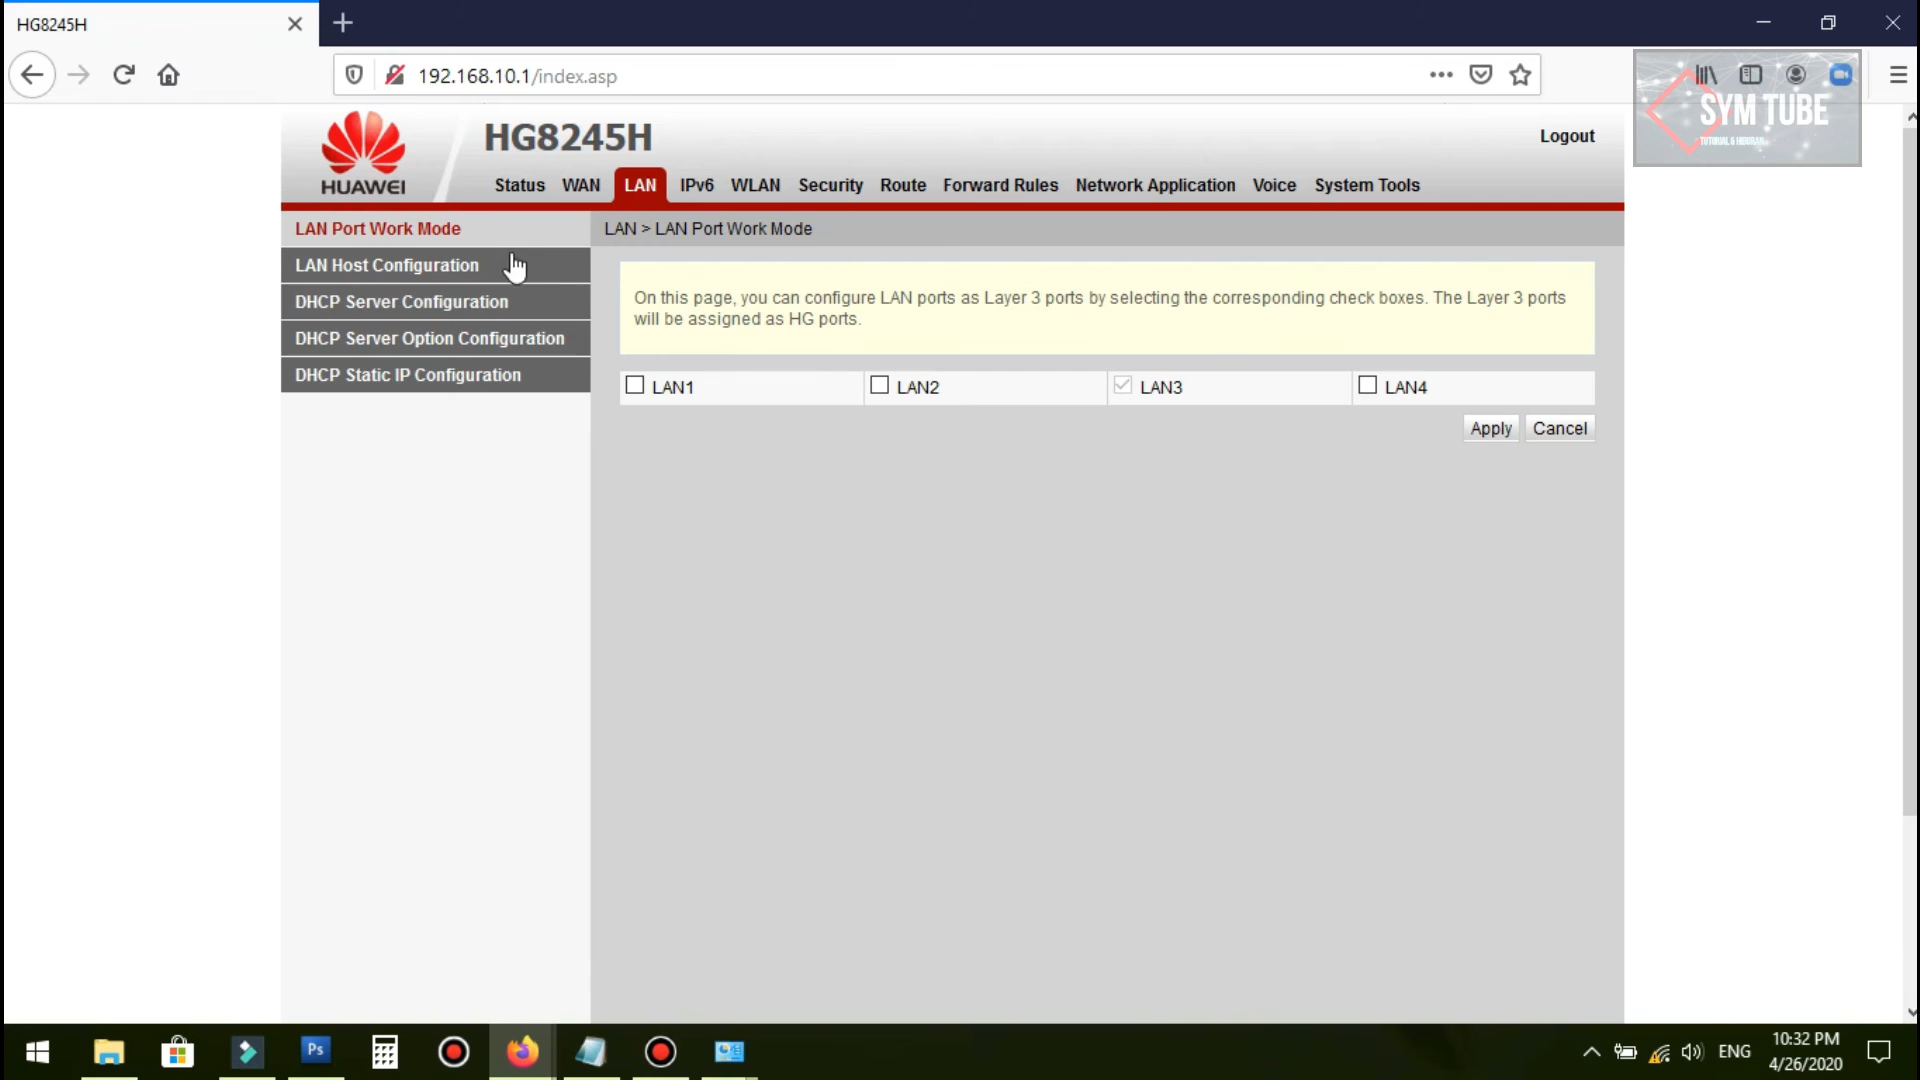 HG8245H
192.168.10.1/index.asp
SYM TUBE
TUTORIAL & HIBURAN
HUAWEI
HG8245H
Logout
Status WAN LAN IPv6 WLAN Security Route Forward Rules Network Application Voice System Tools
LAN Port Work Mode
LAN Host Configuration
DHCP Server Configuration
DHCP Server Option Configuration
DHCP Static IP Configuration
LAN > LAN Port Work Mode
On this page, you can configure LAN ports as Layer 3 ports by selecting the corresponding check boxes. The Layer 3 ports
will be assigned as HG ports.
LAN1 LAN2 LAN3 LAN4
Apply Cancel
Ps
ENG
10:32 PM
4/26/2020